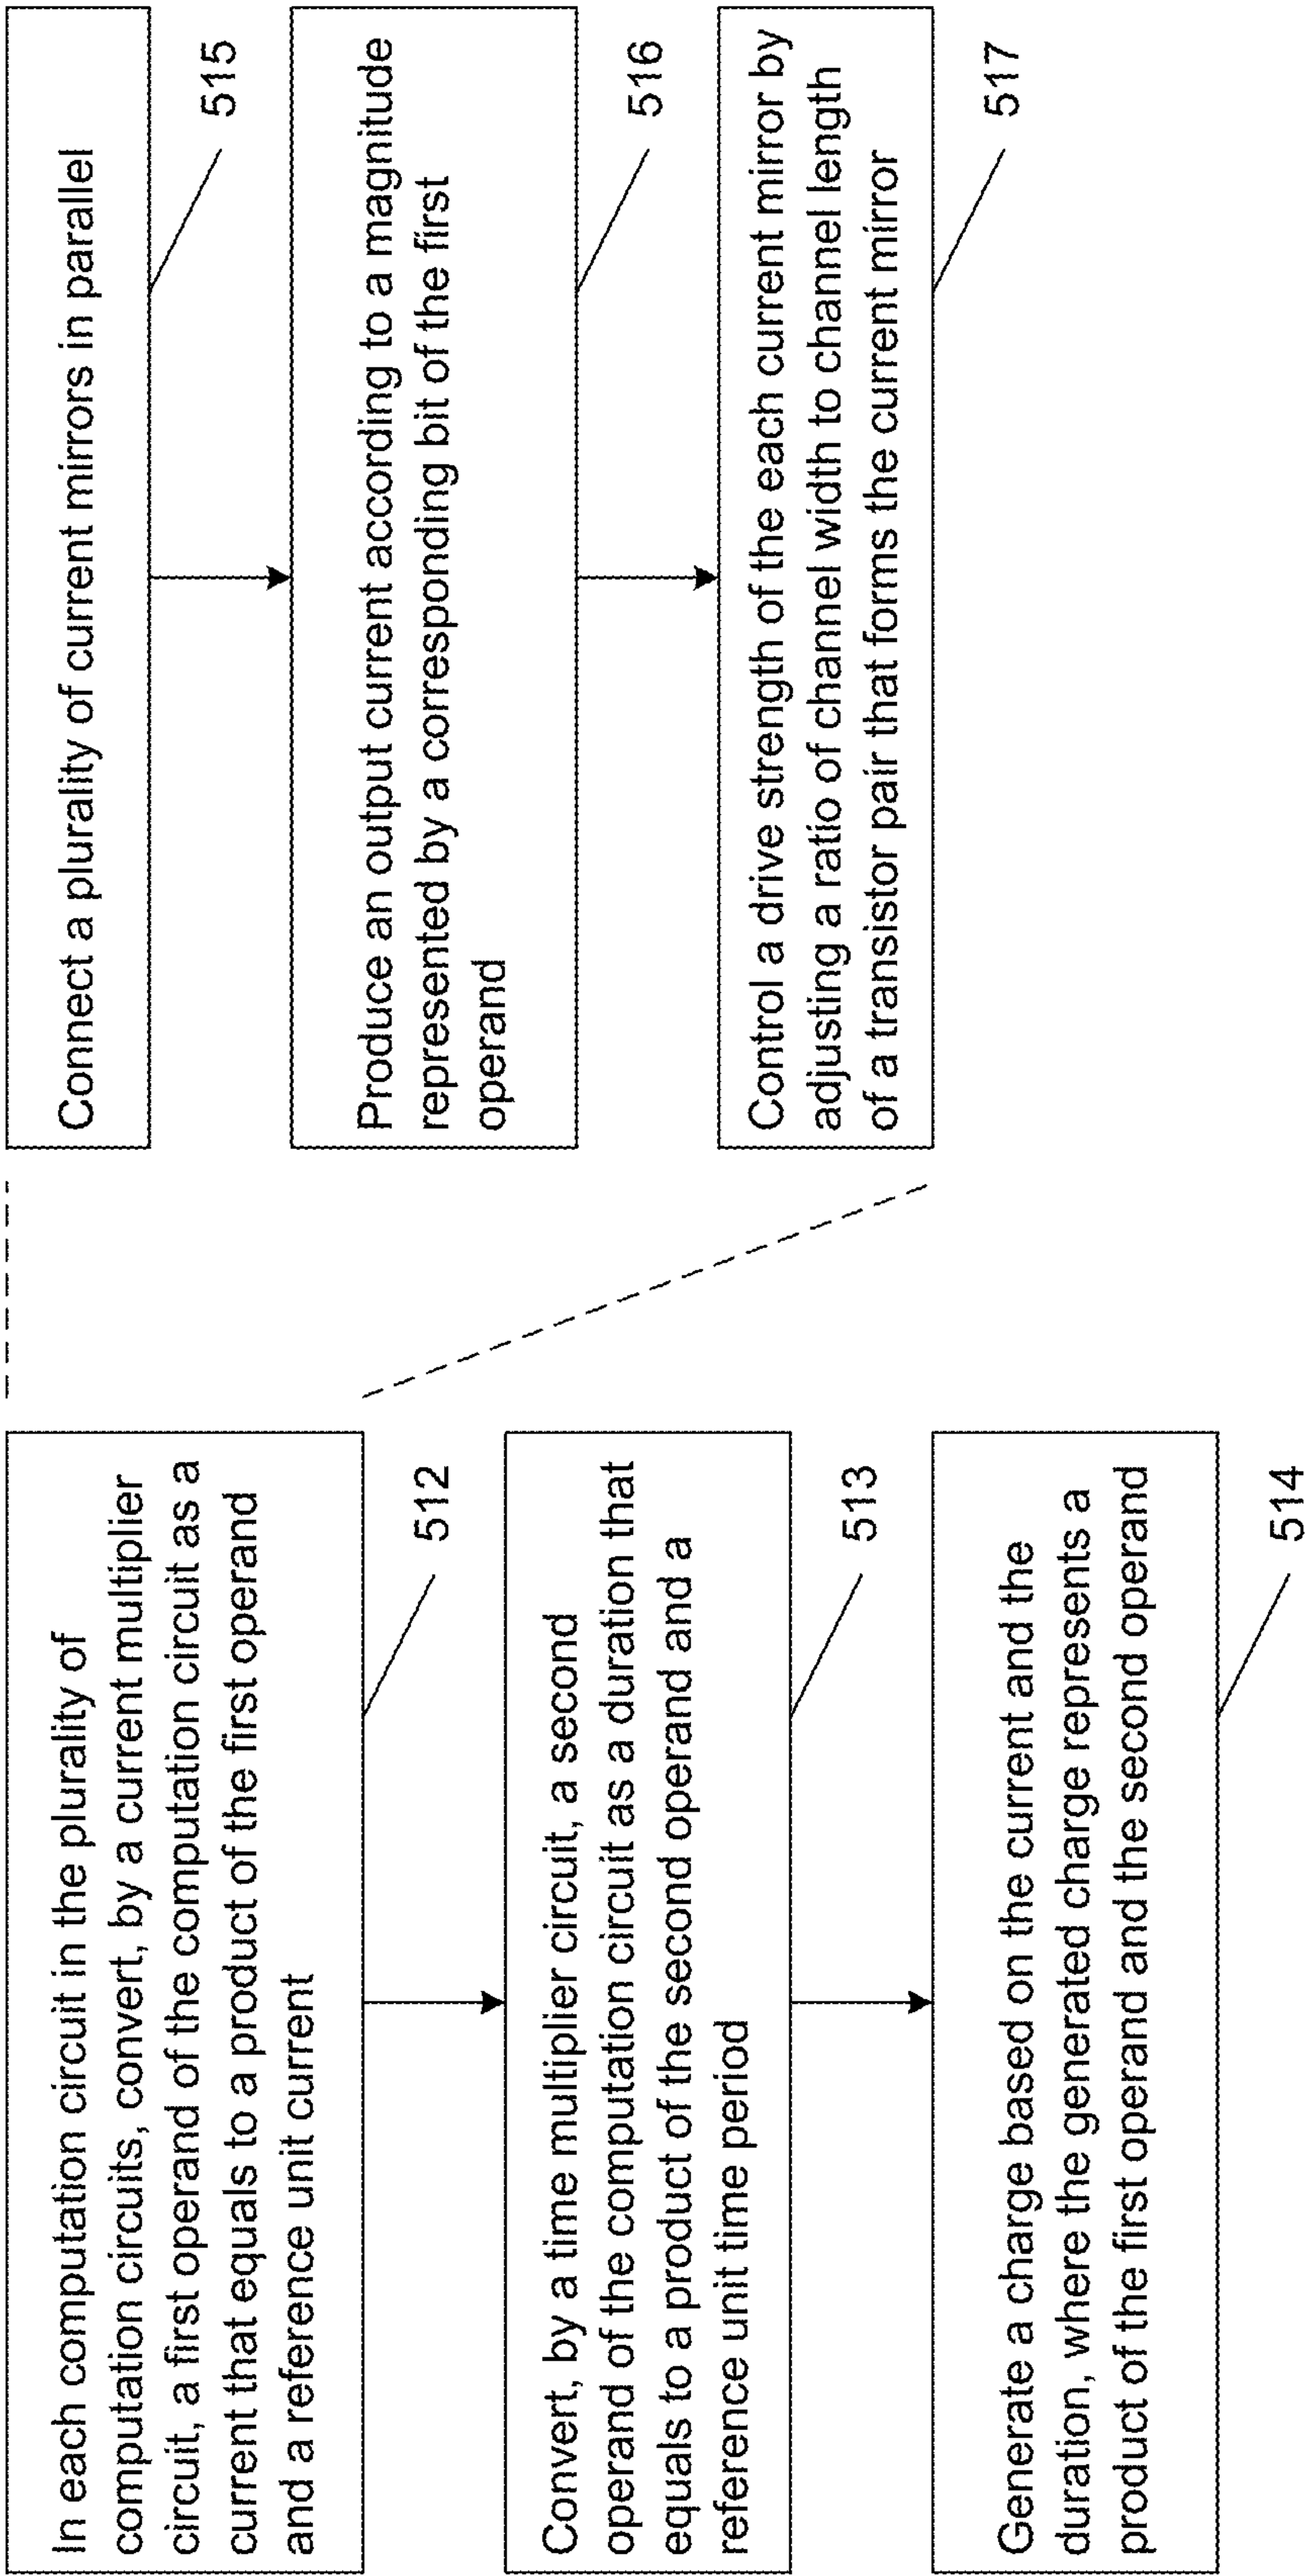 In each computation circuit in the plurality of
computation circuits, convert, by a current multiplier
circuit, a first operand of the computation circuit as a
current that equals to a product of the first operand
and a reference unit current
512
Convert, by a time multiplier circuit, a second
operand of the computation circuit as a duration that
equals to a product of the second operand and a
reference unit time period
513
Generate a charge based on the current and the
duration, where the generated charge represents a
product of the first operand and the second operand
514
Connect a plurality of current mirrors in parallel
515
Produce an output current according to a magnitude
represented by a corresponding bit of the first
operand
516
Control a drive strength of the each current mirror by
adjusting a ratio of channel width to channel length
of a transistor pair that forms the current mirror
517